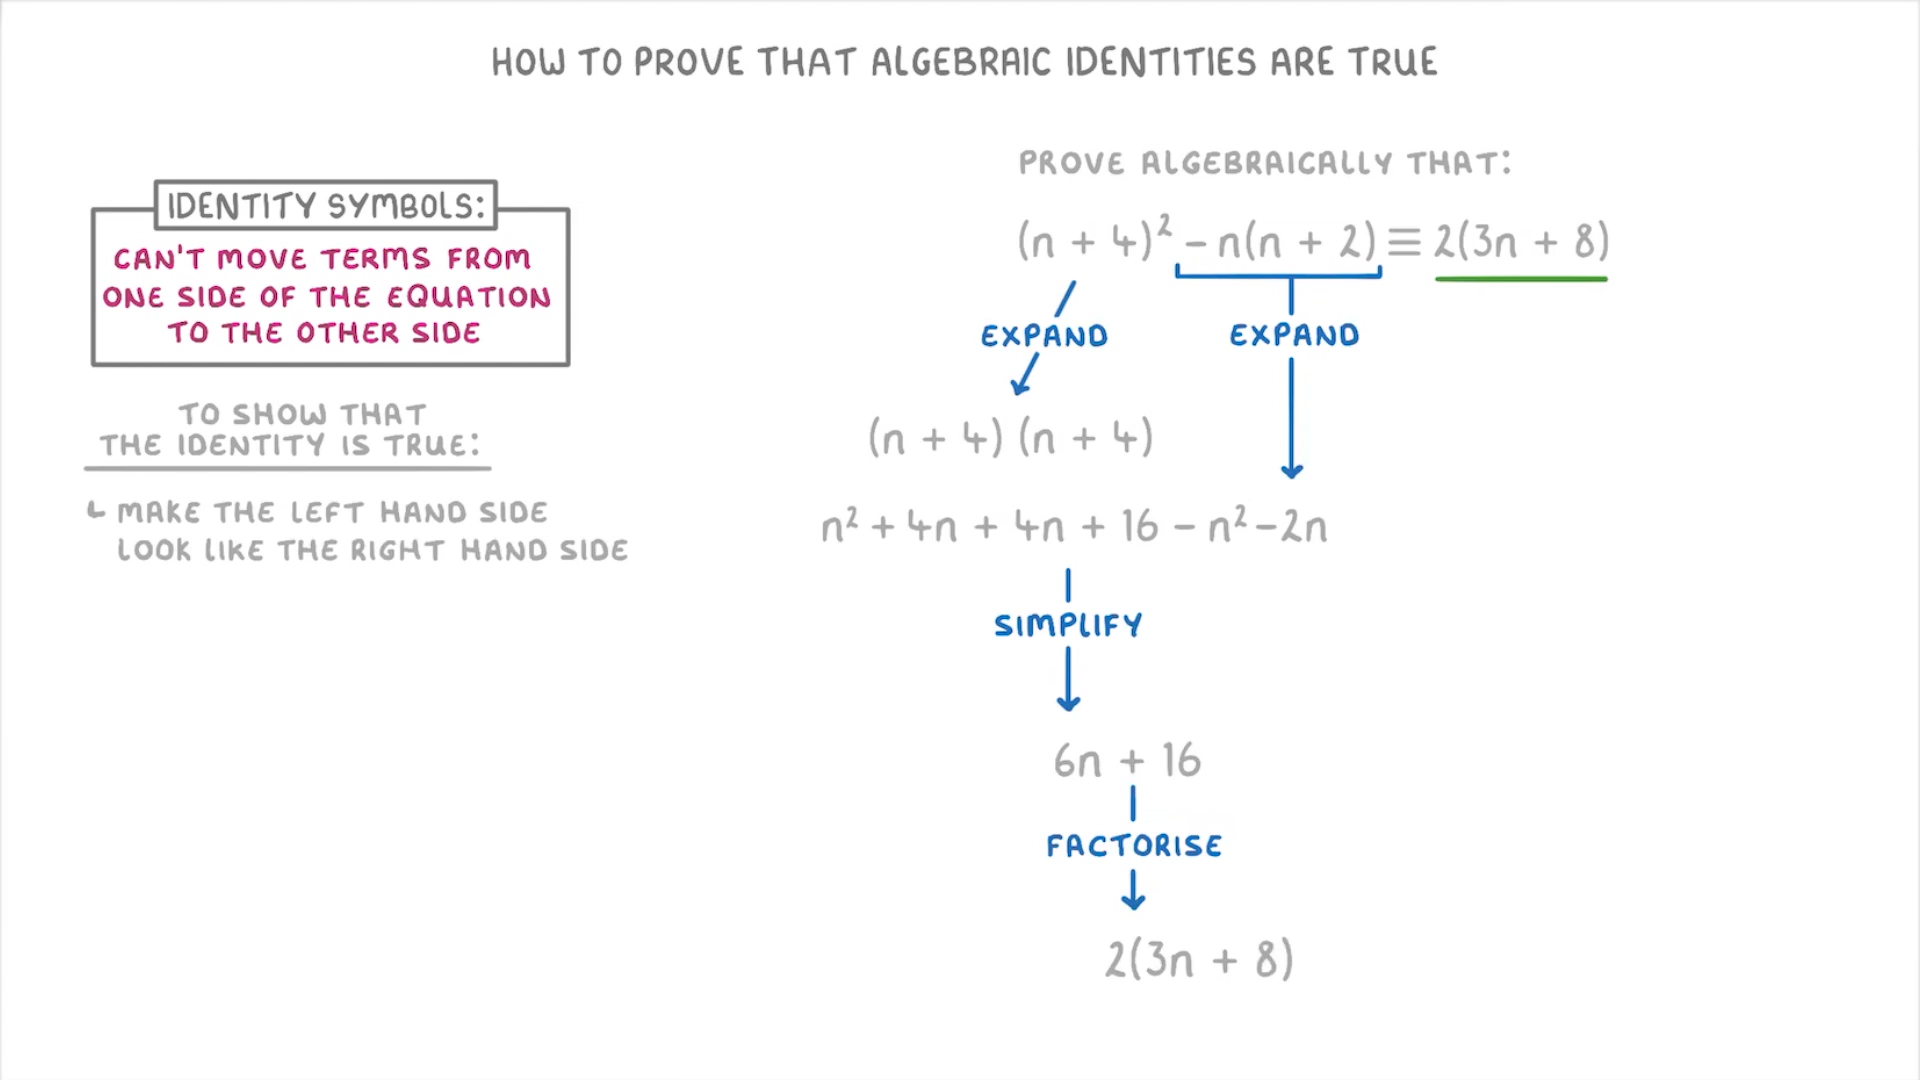 HOW TO PROVE THAT ALGEBRAIC IDENTITIES ARE TRUE
IDENTITY SYMBOLS:
CAN'T MOVE TERMS FROM
ONE SIDE OF THE EQUATION
TO THE OTHER SIDE
TO SHOW THAT
THE IDENTITY IS TRUE:
MAKE THE LEFT HAND SIDE
LOOK LIKE THE RIGHT HAND SIDE
PROVE ALGEBRAICALLY THAT:
(n + 4)² – n(n + 2) ≡ 2(3n + 8)
EXPAND EXPAND
(n + 4) (n + 4)
n² + 4n + 4n + 16 – n² – 2n
SIMPLIFY
6n + 16
FACTORISE
2(3n + 8)